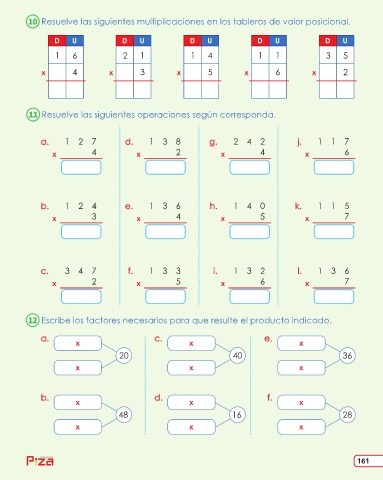 10 Resuelve las siguientes multiplicaciones en los tableros de valor posicional.
D U D U D U D U D U
1 6 2 1 1 4 1 1 3 5
x 4 x 3 x 5 x 6 x 2
11 Resuelve las siguientes operaciones según corresponda.
a. 1 2 7 d. 1 3 8 g. 2 4 2 j. 1 1 7
x 4 x 2 x 4 x 6
b. 1 2 4 e. 1 3 6 h. 1 4 0 k. 1 1 5
x 3 x 4 x 5 x 7
c. 3 4 7 f. 1 3 3 i. 1 3 2 l. 1 3 6
x 2 x 5 x 6 x 7
12 Escribe los factores necesarios para que resulte el producto indicado.
a. x c. x e. x
20 40 36
x x x
b. x d. x f. x
48 16 28
x x x
P:za 161